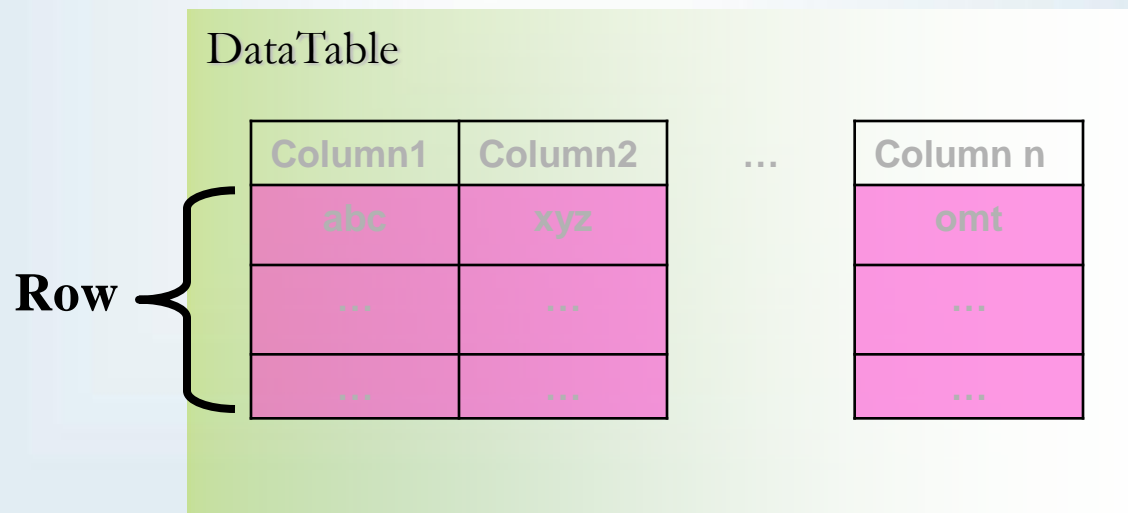 DataTable
Column1 Column2 … Column n
abc xyz omt
Row
… … …
… … …